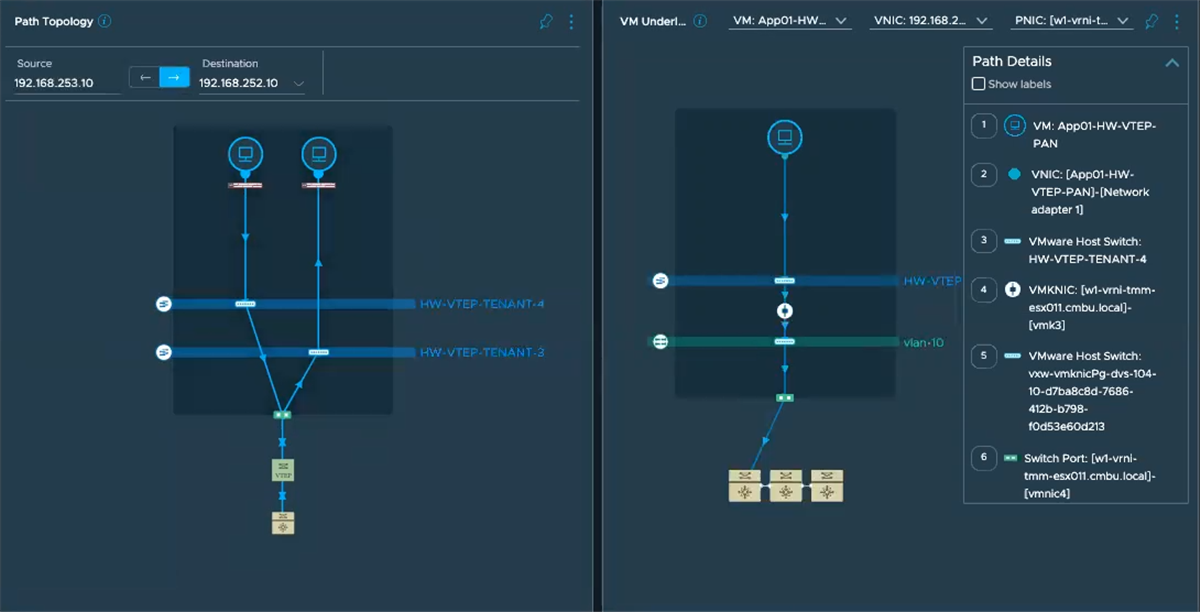 Path Topology
Source
Destination
192.168.253.10
192.168.252.10
HW-VTEP-TENANT-4
HW-VTEP-TENANT-3
VTEP
VM Underl...
VM: App01-HW...
VNIC: 192.168.2...
PNIC: [w1-vrni-t...
HW-VTEP
vlan-10
Path Details
Show labels
1
VM: App01-HW-VTEP-
PAN
2
VNIC: [App01-HW-
VTEP-PAN]-[Network
adapter 1]
3
VMware Host Switch:
HW-VTEP-TENANT-4
4
VMKNIC: [w1-vrni-tmm-
esx011.cmbu.local]-
[vmk3]
5
VMware Host Switch:
vxw-vmknicPg-dvs-104-
10-d7ba8c8d-7686-
412b-b798-
f0d53e60d213
6
Switch Port: [w1-vrni-
tmm-esx011.cmbu.local]-
[vmnic4]